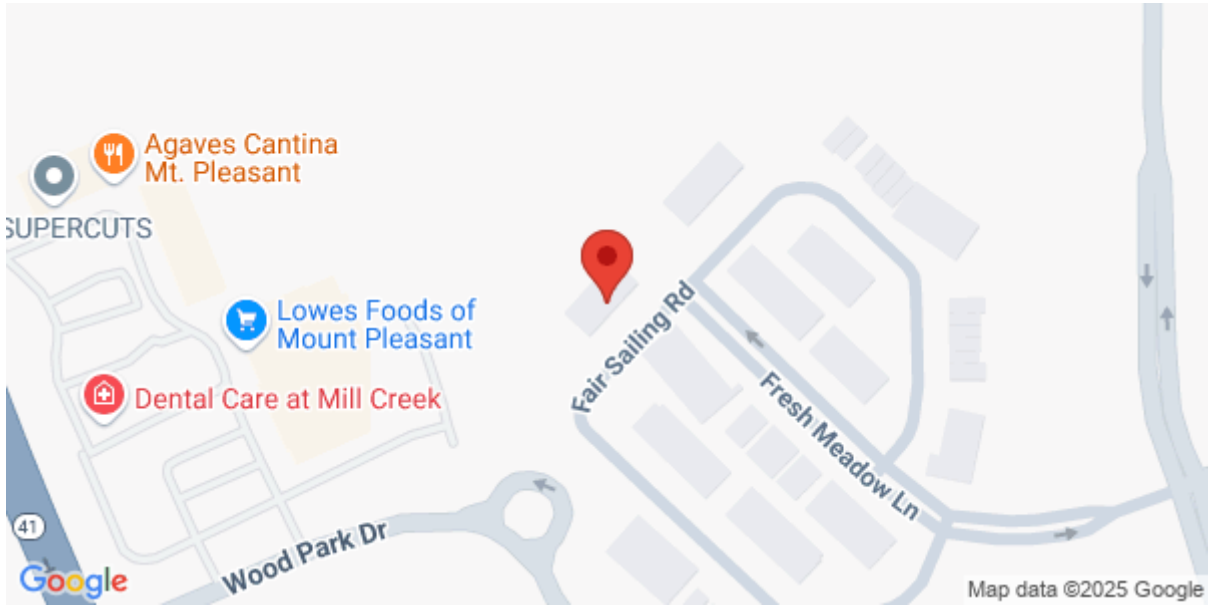 Agaves Cantina
Mt. Pleasant
SUPERCUTS
Lowes Foods of
Mount Pleasant
Dental Care at Mill Creek
Fair Sailing Rd
Fresh Meadow Ln
41
Wood Park Dr
Google
Map data ©2025 Google